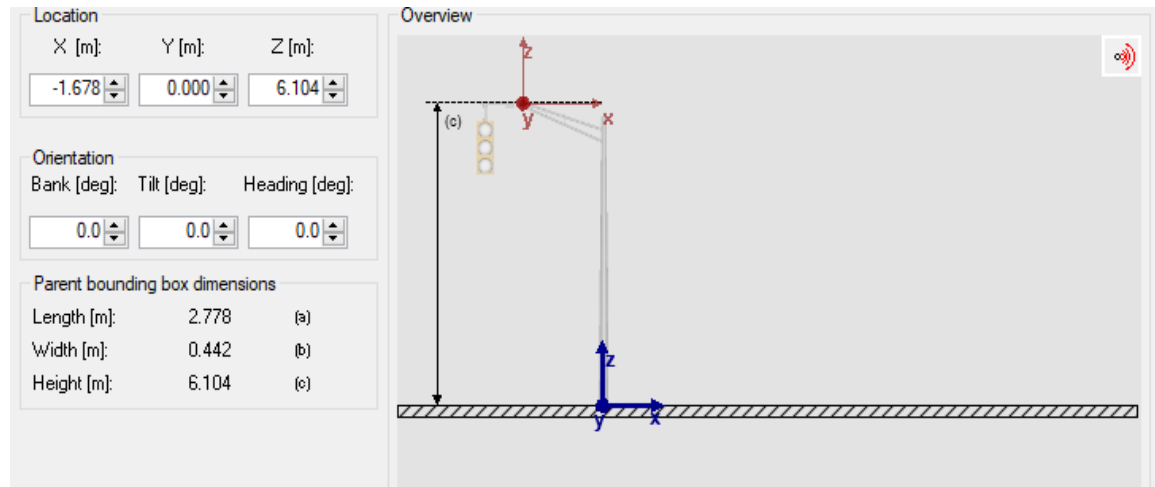 Location
X [m]: Y [m]: Z [m]:
-1.678 0.000 6.104
Orientation
Bank [deg]: Tilt [deg]: Heading [deg]:
0.0 0.0 0.0
Parent bounding box dimensions
Length [m]: 2.778 (a)
Width [m]: 0.442 (b)
Height [m]: 6.104 (c)
Overview
z
(c)
y x
z
y x